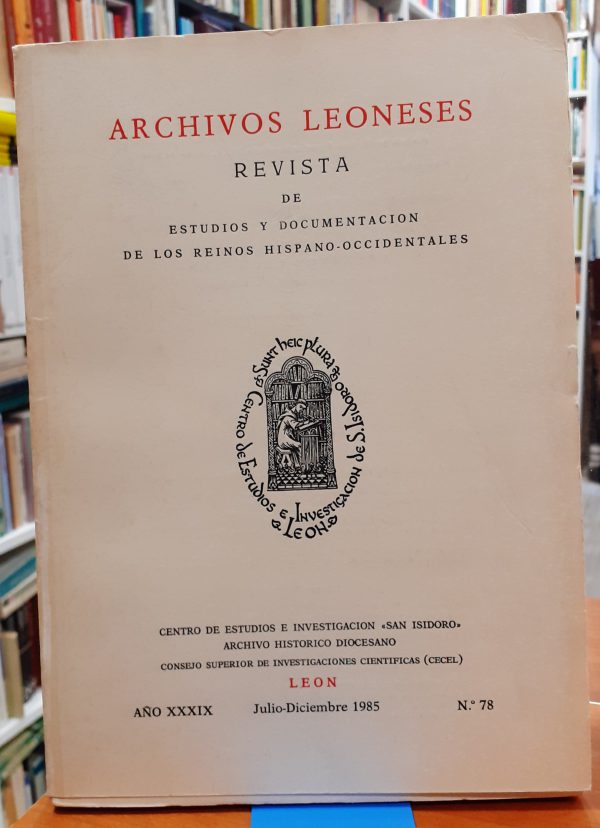 ARCHIVOS LEONESES
REVISTA
DE
ESTUDIOS Y DOCUMENTACION
DE LOS REINOS HISPANO-OCCIDENTALES
Sunt heic plura
Centro de Estudios e Investigacion de S. Isidoro
Leon
CENTRO DE ESTUDIOS E INVESTIGACION «SAN ISIDORO»
ARCHIVO HISTORICO DIOCESANO
CONSEJO SUPERIOR DE INVESTIGACIONES CIENTIFICAS (CECEL)
LEON
AÑO XXXIX Julio-Diciembre 1985 N.° 78